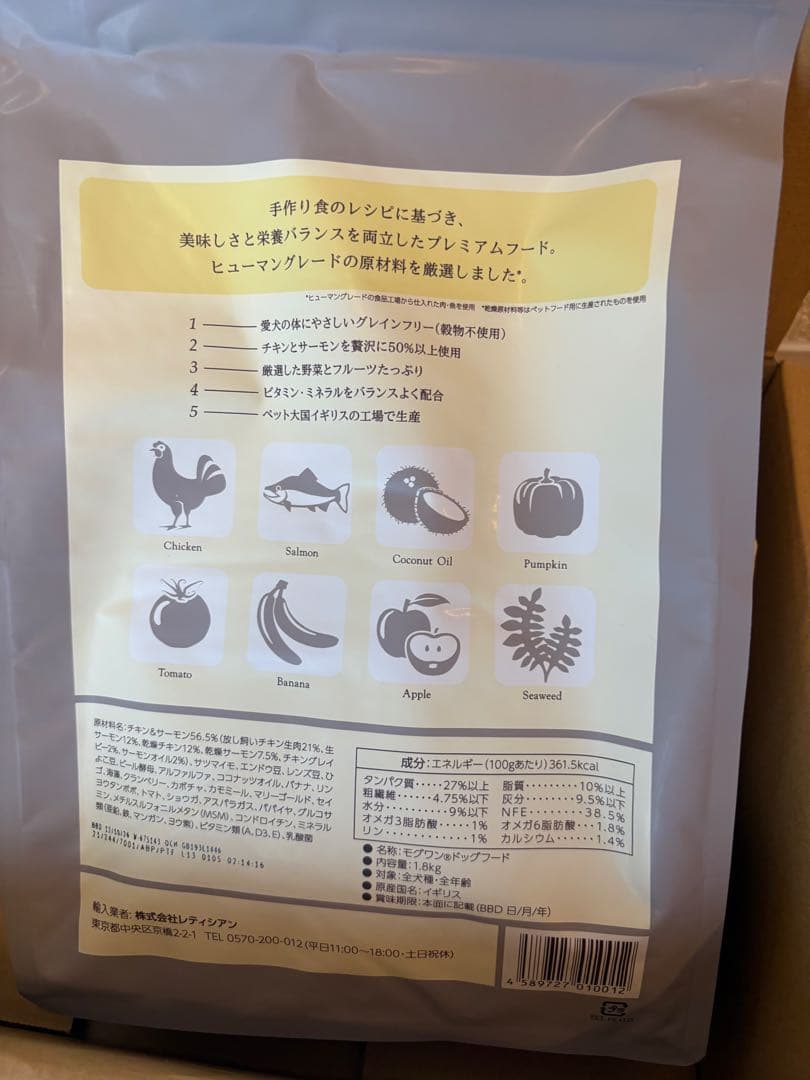 手作り食のレシピに基づき、
美味しさと栄養バランスを両立したプレミアムフード。
ヒューマングレードの原材料を厳選しました*。
*ヒューマングレードの食品工場から仕入れた肉・魚を使用 *乾燥原材料等はペットフード用に生産されたものを使用
1 愛犬の体にやさしいグレインフリー(穀物不使用)
2 チキンとサーモンを贅沢に50%以上使用
3 厳選した野菜とフルーツたっぷり
4 ビタミン・ミネラルをバランスよく配合
5 ペット大国イギリスの工場で生産
Chicken Salmon Coconut Oil Pumpkin
Tomato Banana Apple Seaweed
原材料名:チキン&サーモン56.5%(放し飼いチキン生肉21%、生
サーモン12%、乾燥チキン12%、乾燥サーモン7.5%、チキングレイ
ビー2%、サーモンオイル2%)、サツマイモ、エンドウ豆、レンズ豆、ひ
よこ豆、ビール酵母、アルファルファ、ココナッツオイル、バナナ、リン
ゴ、海藻、クランベリー、カボチャ、カモミール、マリーゴールド、セイ
ヨウタンポポ、トマト、ショウガ、アスパラガス、パパイヤ、グルコサ
ミン、メチルスルフォニルメタン(MSM)、コンドロイチン、ミネラル
類(亜鉛、鉄、マンガン、ヨウ素)、ビタミン類(A、D3、E)、乳酸菌
成分:エネルギー(100gあたり)361.5kcal
タンパク質・・・・・27%以上 脂質・・・・・・・・・10%以上
粗繊維・・・・・・4.75%以下 灰分・・・・・・・・9.5%以下
水分・・・・・・・・・・9%以下 NFE・・・・・・・・・38.5%
オメガ3脂肪酸・・・・・1% オメガ6脂肪酸・・・1.8%
リン・・・・・・・・・・・・1% カルシウム・・・・・・1.4%
●名称:モグワン®ドッグフード
●内容量:1.8kg
●対象:全犬種・全年齢
●原産国名:イギリス
●賞味期限:本面に記載(BBD 日/月/年)
輸入業者:株式会社レティシアン
東京都中央区京橋2-2-1 TEL 0570-200-012(平日11:00〜18:00・土日祝休)
4 589727 010012